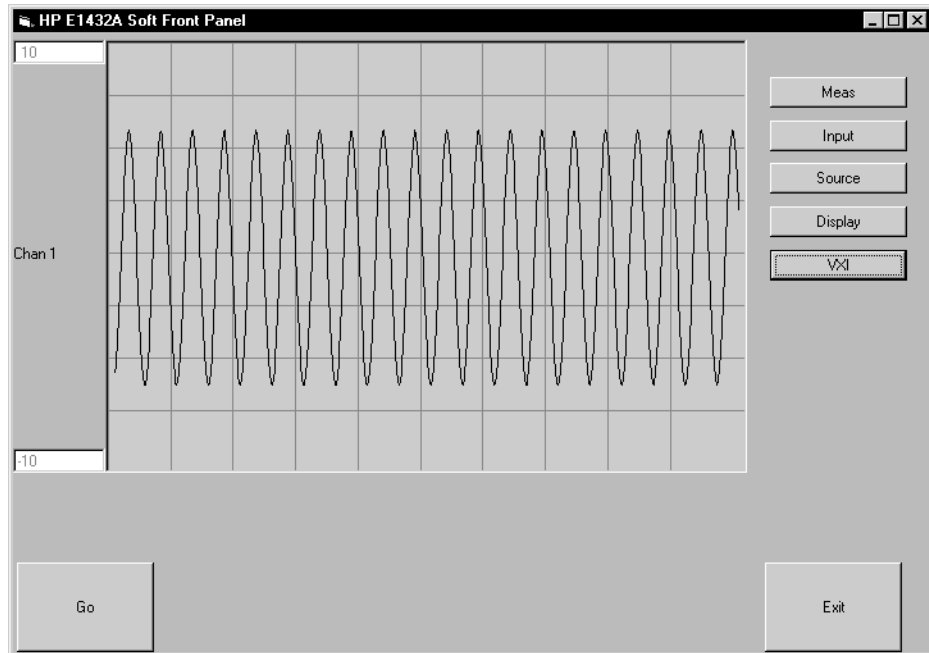 HP E1432A Soft Front Panel
10
Chan 1
-10
Meas
Input
Source
Display
VXI
Go
Exit